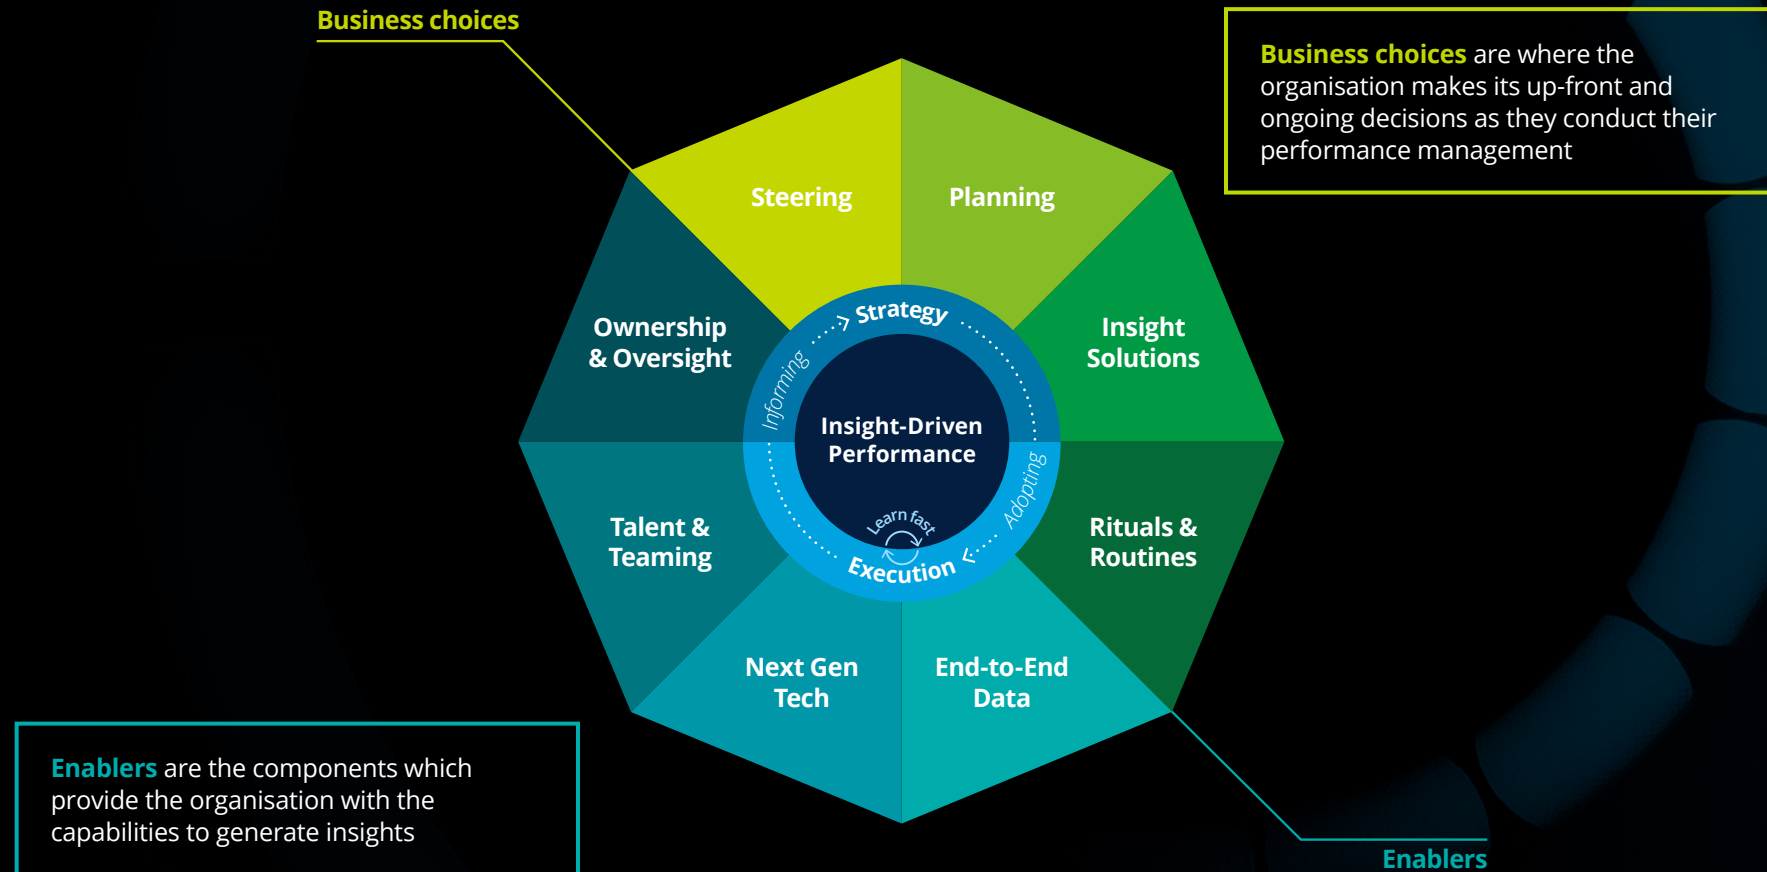 Business choices
Business choices are where the
organisation makes its up-front and
ongoing decisions as they conduct their
performance management
Steering
Planning
Ownership
& Oversight
Insight
Solutions
Strategy
Informing
Insight-Driven
Performance
Adopting
Learn fast
Execution
Talent &
Teaming
Rituals &
Routines
Next Gen
Tech
End-to-End
Data
Enablers are the components which
provide the organisation with the
capabilities to generate insights
Enablers